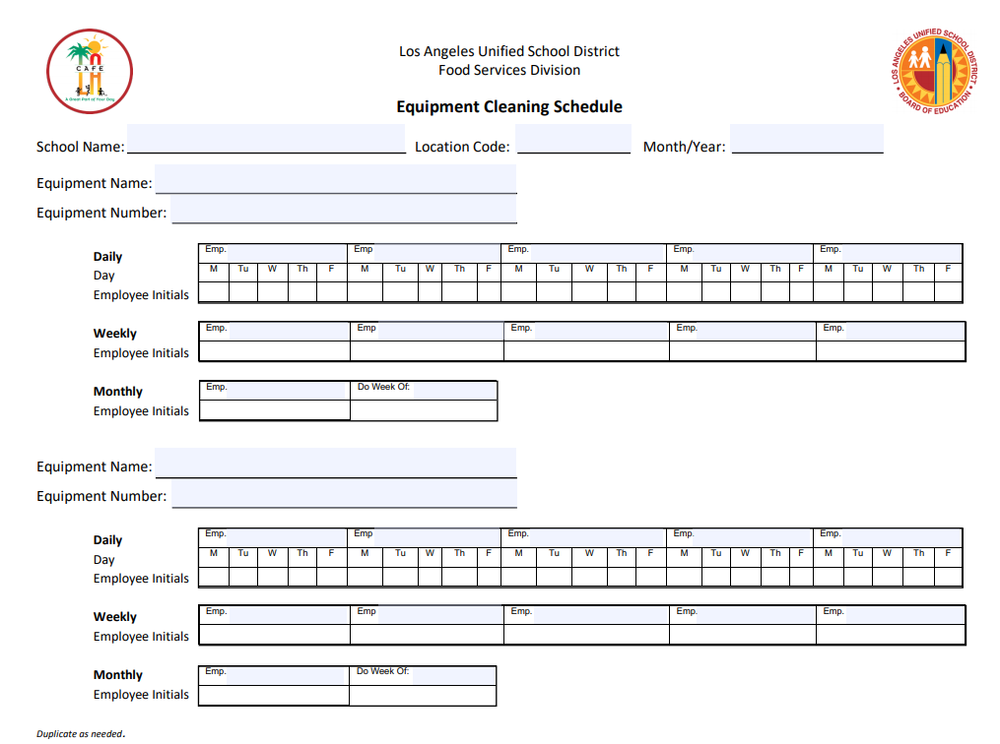 CAFE
LA
A Great Part of Your Day
Los Angeles Unified School District
Food Services Division
LOS ANGELES UNIFIED SCHOOL DISTRICT
• BOARD OF EDUCATION •
Equipment Cleaning Schedule
School Name: Location Code: Month/Year:
Equipment Name:
Equipment Number:
Daily Emp. Emp Emp. Emp. Emp.
Day M Tu W Th F M Tu W Th F M Tu W Th F M Tu W Th F M Tu W Th F
Employee Initials
Weekly Emp. Emp Emp. Emp. Emp.
Employee Initials
Monthly Emp. Do Week Of:
Employee Initials
Equipment Name:
Equipment Number:
Daily Emp. Emp Emp. Emp. Emp.
Day M Tu W Th F M Tu W Th F M Tu W Th F M Tu W Th F M Tu W Th F
Employee Initials
Weekly Emp. Emp Emp. Emp. Emp.
Employee Initials
Monthly Emp. Do Week Of:
Employee Initials
Duplicate as needed.